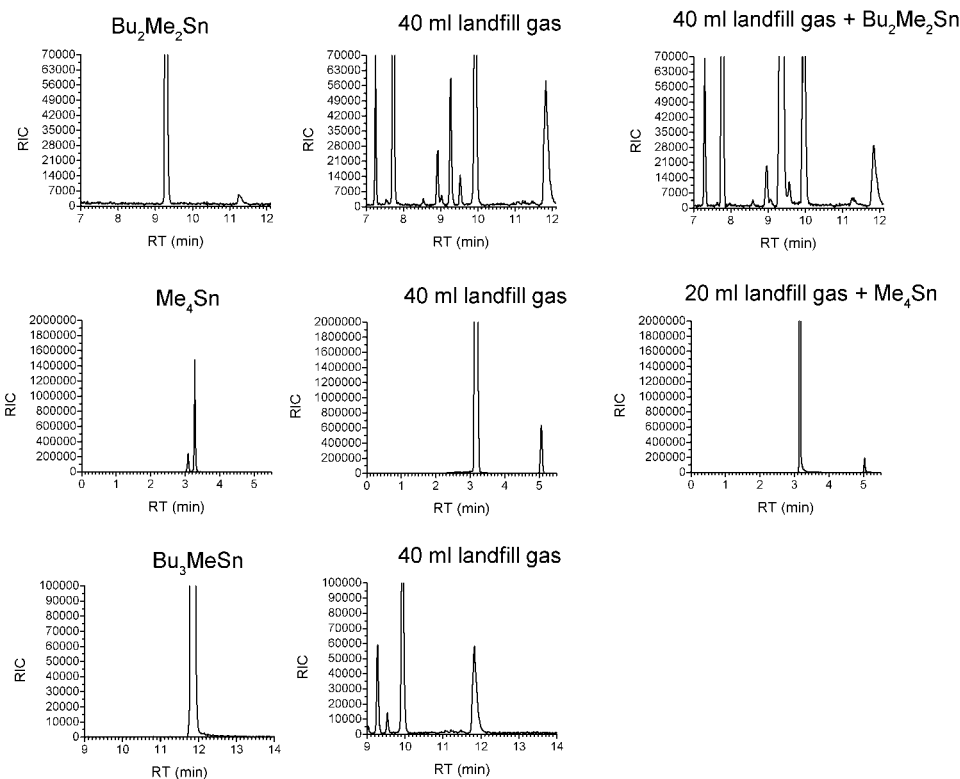 Bu2Me2Sn
40 ml landfill gas
40 ml landfill gas + Bu2Me2Sn
70000
63000
56000
49000
42000
35000
28000
21000
14000
7000
0
RIC
7 8 9 10 11 12
RT (min)
70000
63000
56000
49000
42000
35000
28000
21000
14000
7000
0
RIC
7 8 9 10 11 12
RT (min)
70000
63000
56000
49000
42000
35000
28000
21000
14000
7000
0
RIC
7 8 9 10 11 12
RT (min)
Me4Sn
40 ml landfill gas
20 ml landfill gas + Me4Sn
2000000
1800000
1600000
1400000
1200000
1000000
800000
600000
400000
200000
0
RIC
0 1 2 3 4 5
RT (min)
2000000
1800000
1600000
1400000
1200000
1000000
800000
600000
400000
200000
0
RIC
0 1 2 3 4 5
RT (min)
2000000
1800000
1600000
1400000
1200000
1000000
800000
600000
400000
200000
0
RIC
0 1 2 3 4 5
RT (min)
Bu3MeSn
40 ml landfill gas
100000
90000
80000
70000
60000
50000
40000
30000
20000
10000
0
RIC
9 10 11 12 13 14
RT (min)
100000
90000
80000
70000
60000
50000
40000
30000
20000
10000
0
RIC
9 10 11 12 13 14
RT (min)